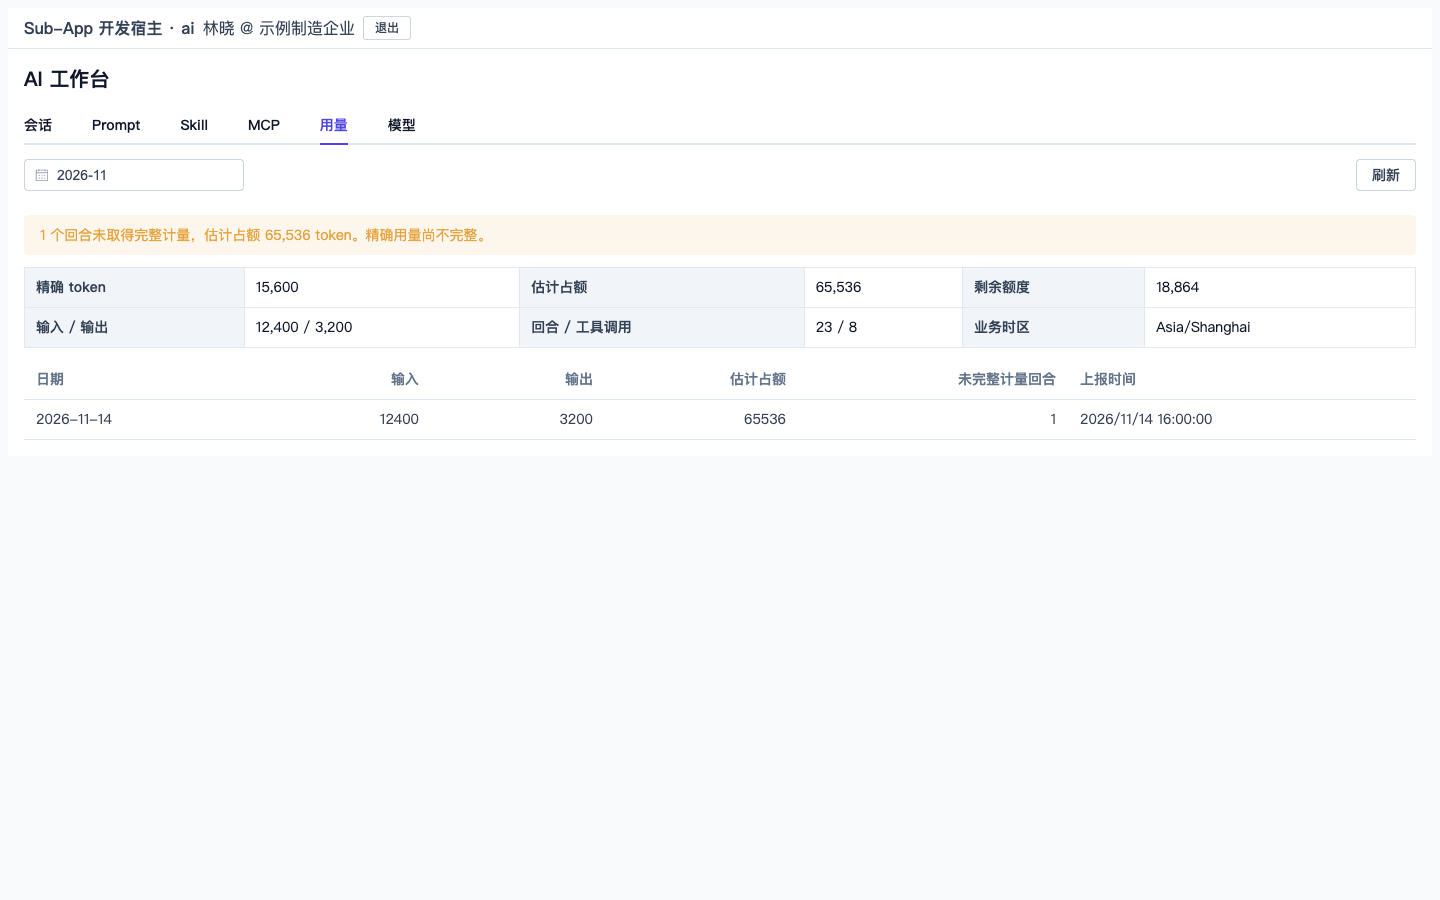 Sub-App 开发宿主 · ai 林晓 @ 示例制造企业 退出
AI 工作台
会话 Prompt Skill MCP 用量 模型
2026-11 刷新
1 个回合未取得完整计量，估计占额 65,536 token。精确用量尚不完整。
精确 token 15,600 估计占额 65,536 剩余额度 18,864
输入 / 输出 12,400 / 3,200 回合 / 工具调用 23 / 8 业务时区 Asia/Shanghai
日期 输入 输出 估计占额 未完整计量回合 上报时间
2026-11-14 12400 3200 65536 1 2026/11/14 16:00:00